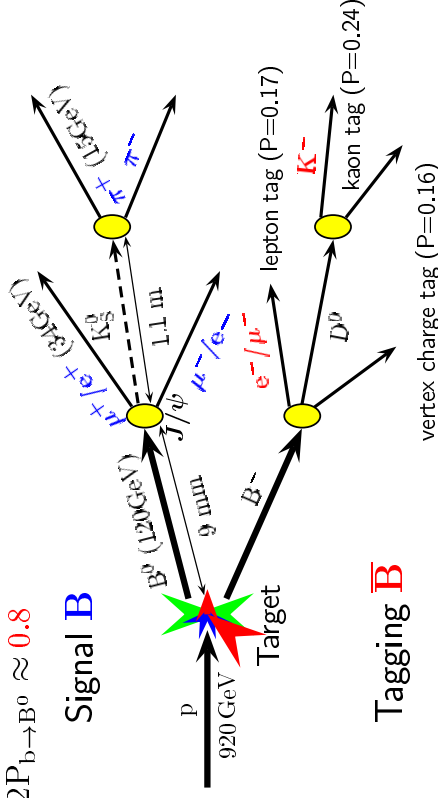 2P_{b→B⁰} ≈ 0.8
Signal B
p
920 GeV
Target
Tagging B̅
B⁰ (120GeV)
9 mm
B⁻
J/ψ
μ⁺/e⁺ (34GeV)
K⁰_S
1.1 m
μ⁻/e⁻
e⁻/μ⁻
D⁰
vertex charge tag (P=0.16)
π⁺ (15GeV)
π⁻
lepton tag (P=0.17)
K⁻
kaon tag (P=0.24)